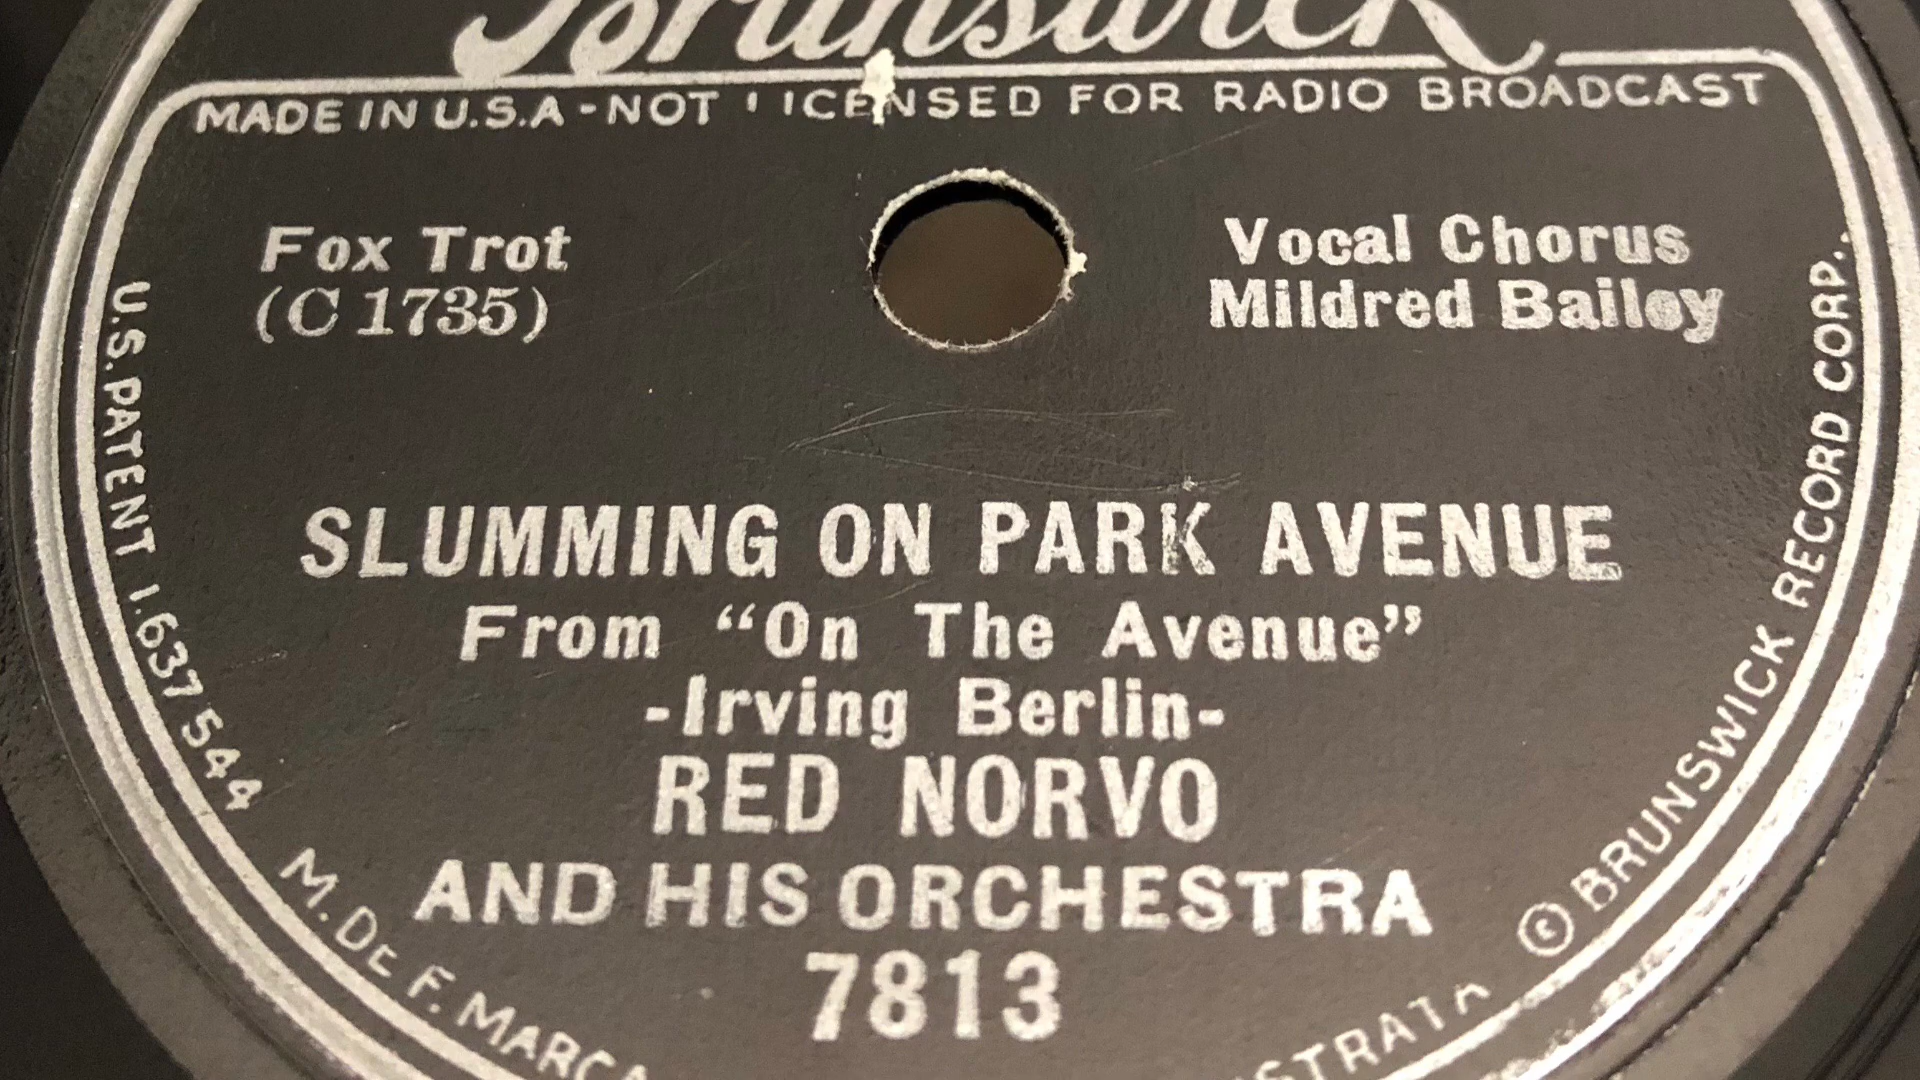 Brunswick
MADE IN U.S.A - NOT LICENSED FOR RADIO BROADCAST
Fox Trot
(C 1735)
Vocal Chorus
Mildred Bailey
SLUMMING ON PARK AVENUE
From “On The Avenue”
-Irving Berlin-
RED NORVO
AND HIS ORCHESTRA
7813
U.S. PATENT 1.637544
M. DE F. MARCA
STRATA
© BRUNSWICK RECORD CORP.